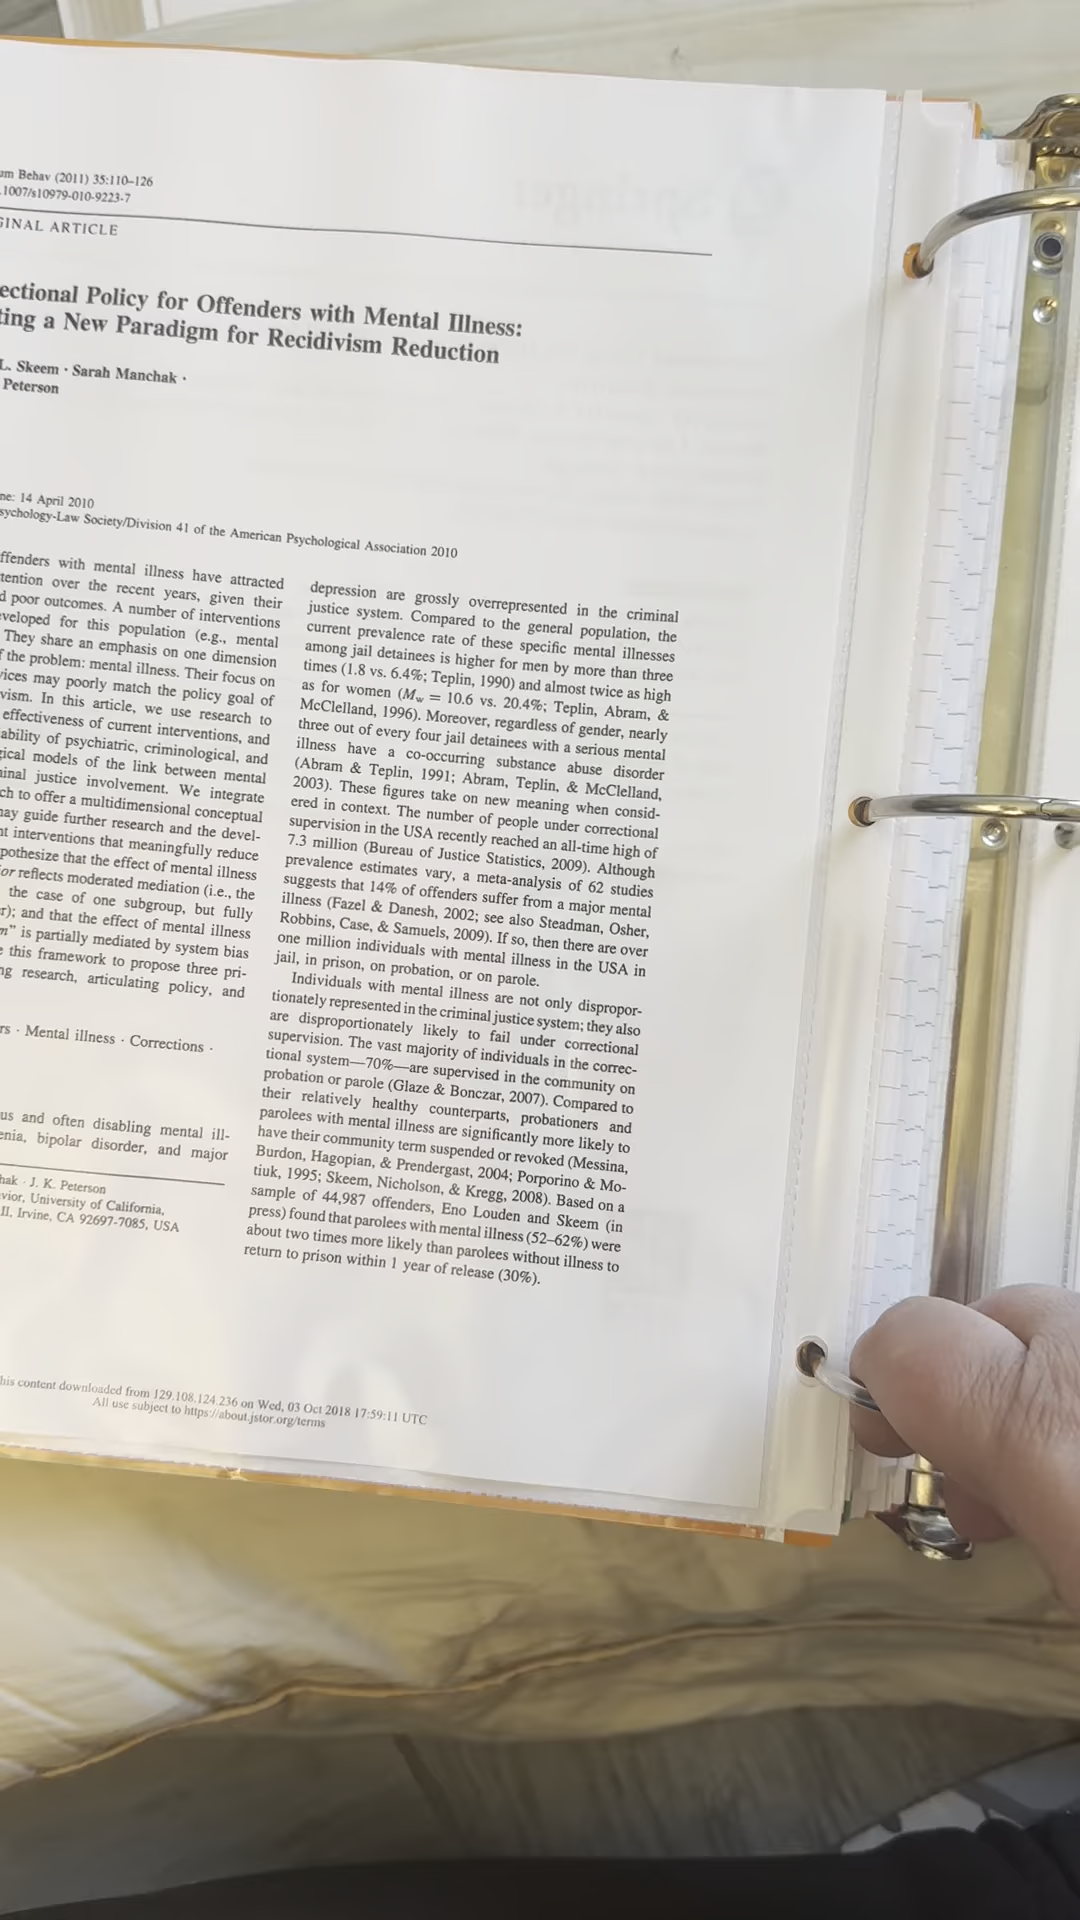 um Behav (2011) 35:110–126
.1007/s10979-010-9223-7
GINAL ARTICLE
ectional Policy for Offenders with Mental Illness:
ting a New Paradigm for Recidivism Reduction
L. Skeem · Sarah Manchak ·
Peterson
ne: 14 April 2010
sychology-Law Society/Division 41 of the American Psychological Association 2010
ffenders with mental illness have attracted
tention over the recent years, given their
d poor outcomes. A number of interventions
eveloped for this population (e.g., mental
They share an emphasis on one dimension
f the problem: mental illness. Their focus on
vices may poorly match the policy goal of
vism. In this article, we use research to
effectiveness of current interventions, and
ability of psychiatric, criminological, and
gical models of the link between mental
ninal justice involvement. We integrate
ch to offer a multidimensional conceptual
nay guide further research and the devel-
nt interventions that meaningfully reduce
pothesize that the effect of mental illness
or reflects moderated mediation (i.e., the
the case of one subgroup, but fully
r); and that the effect of mental illness
m” is partially mediated by system bias
e this framework to propose three pri-
ng research, articulating policy, and
rs · Mental illness · Corrections ·
us and often disabling mental ill-
enia, bipolar disorder, and major
hak · J. K. Peterson
vior, University of California,
II, Irvine, CA 92697-7085, USA
depression are grossly overrepresented in the criminal
justice system. Compared to the general population, the
current prevalence rate of these specific mental illnesses
among jail detainees is higher for men by more than three
times (1.8 vs. 6.4%; Teplin, 1990) and almost twice as high
as for women (Mw = 10.6 vs. 20.4%; Teplin, Abram, &
McClelland, 1996). Moreover, regardless of gender, nearly
three out of every four jail detainees with a serious mental
illness have a co-occurring substance abuse disorder
(Abram & Teplin, 1991; Abram, Teplin, & McClelland,
2003). These figures take on new meaning when consid-
ered in context. The number of people under correctional
supervision in the USA recently reached an all-time high of
7.3 million (Bureau of Justice Statistics, 2009). Although
prevalence estimates vary, a meta-analysis of 62 studies
suggests that 14% of offenders suffer from a major mental
illness (Fazel & Danesh, 2002; see also Steadman, Osher,
Robbins, Case, & Samuels, 2009). If so, then there are over
one million individuals with mental illness in the USA in
jail, in prison, on probation, or on parole.
Individuals with mental illness are not only dispropor-
tionately represented in the criminal justice system; they also
are disproportionately likely to fail under correctional
supervision. The vast majority of individuals in the correc-
tional system—70%—are supervised in the community on
probation or parole (Glaze & Bonczar, 2007). Compared to
their relatively healthy counterparts, probationers and
parolees with mental illness are significantly more likely to
have their community term suspended or revoked (Messina,
Burdon, Hagopian, & Prendergast, 2004; Porporino & Mo-
tiuk, 1995; Skeem, Nicholson, & Kregg, 2008). Based on a
sample of 44,987 offenders, Eno Louden and Skeem (in
press) found that parolees with mental illness (52–62%) were
about two times more likely than parolees without illness to
return to prison within 1 year of release (30%).
his content downloaded from 129.108.124.236 on Wed, 03 Oct 2018 17:59:11 UTC
All use subject to https://about.jstor.org/terms